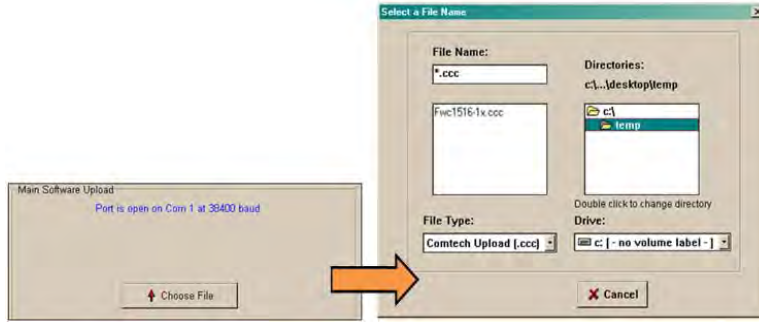 Main Software Upload
Port is open on Com 1 at 38400 baud
Choose File
Select a File Name
File Name:
*.ccc
Fwc1516-1x.ccc
Directories:
c:\...\desktop\temp
c:\
temp
Double click to change directory
File Type:
Comtech Upload (.ccc)
Drive:
c: [ - no volume label - ]
Cancel